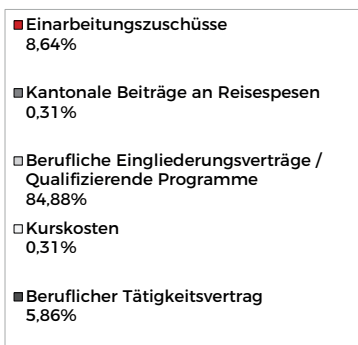 Einarbeitungszuschüsse
8,64%
Kantonale Beiträge an Reisespesen
0,31%
Berufliche Eingliederungsverträge /
Qualifizierende Programme
84,88%
Kurskosten
0,31%
Beruflicher Tätigkeitsvertrag
5,86%